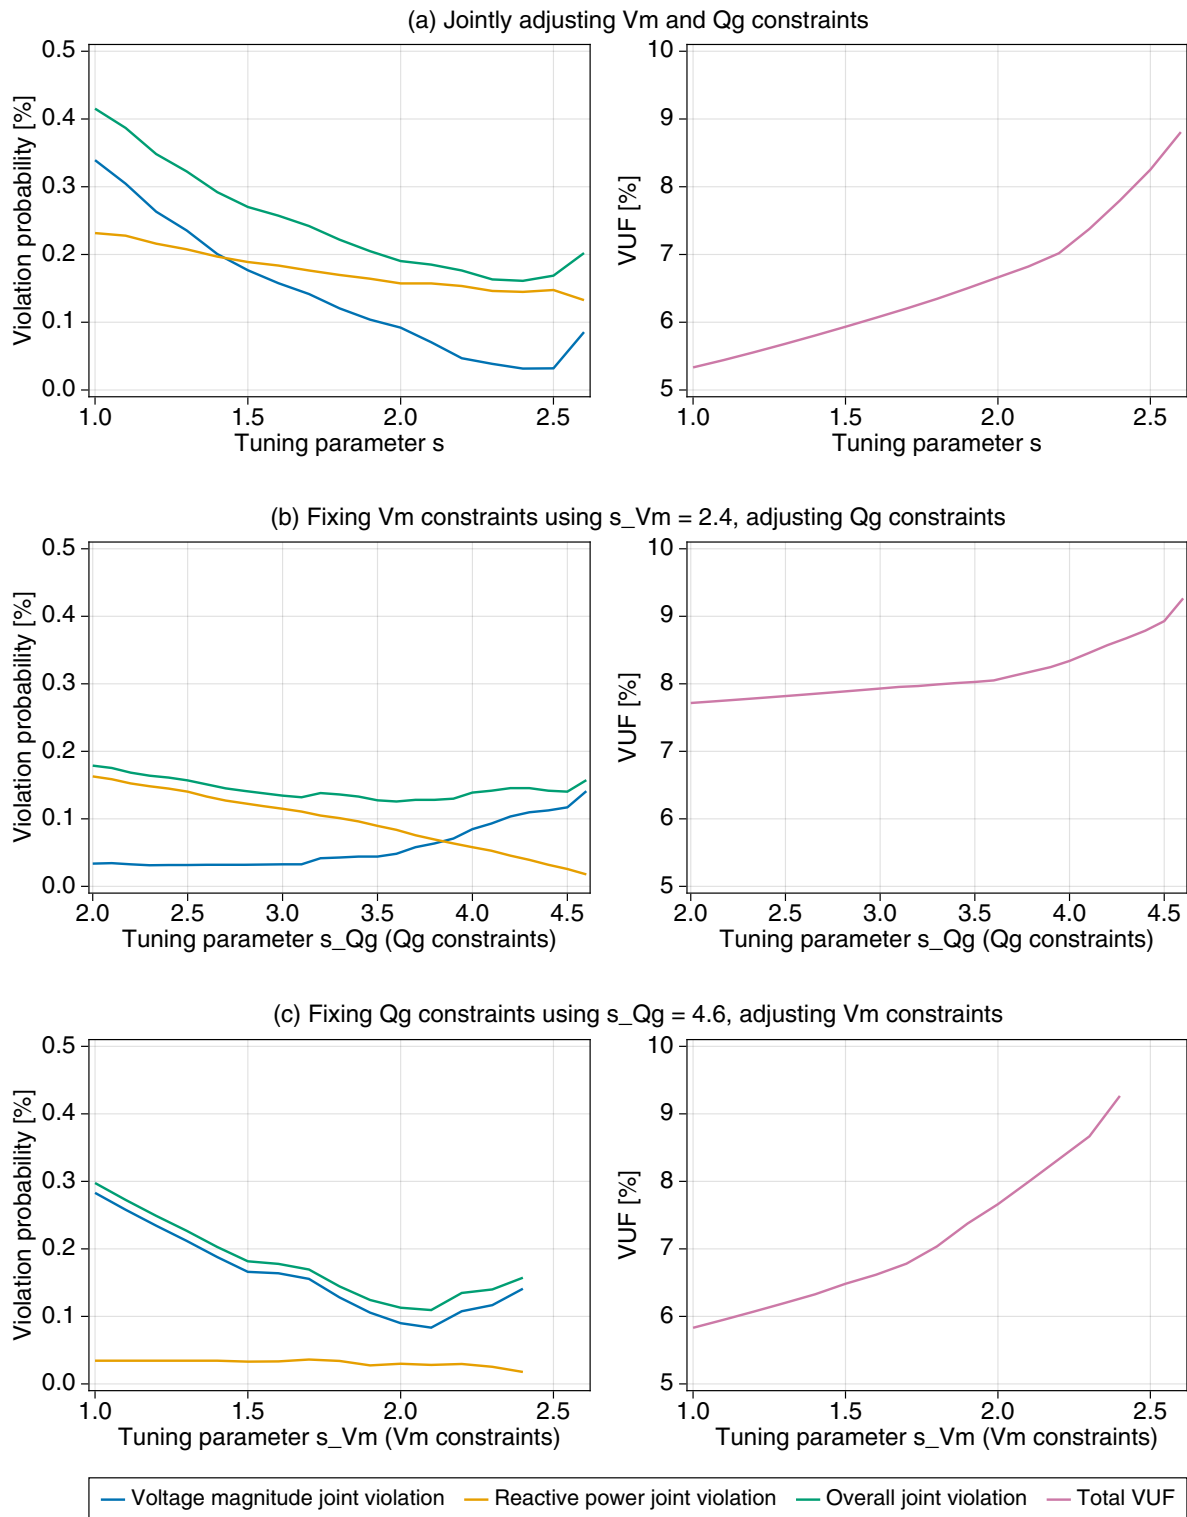 (a) Jointly adjusting Vm and Qg constraints
Violation probability [%]
0.5
0.4
0.3
0.2
0.1
0.0
1.0 1.5 2.0 2.5
Tuning parameter s
VUF [%]
10
9
8
7
6
5
1.0 1.5 2.0 2.5
Tuning parameter s
(b) Fixing Vm constraints using s_Vm = 2.4, adjusting Qg constraints
Violation probability [%]
0.5
0.4
0.3
0.2
0.1
0.0
2.0 2.5 3.0 3.5 4.0 4.5
Tuning parameter s_Qg (Qg constraints)
VUF [%]
10
9
8
7
6
5
2.0 2.5 3.0 3.5 4.0 4.5
Tuning parameter s_Qg (Qg constraints)
(c) Fixing Qg constraints using s_Qg = 4.6, adjusting Vm constraints
Violation probability [%]
0.5
0.4
0.3
0.2
0.1
0.0
1.0 1.5 2.0 2.5
Tuning parameter s_Vm (Vm constraints)
VUF [%]
10
9
8
7
6
5
1.0 1.5 2.0 2.5
Tuning parameter s_Vm (Vm constraints)
Voltage magnitude joint violation Reactive power joint violation Overall joint violation Total VUF